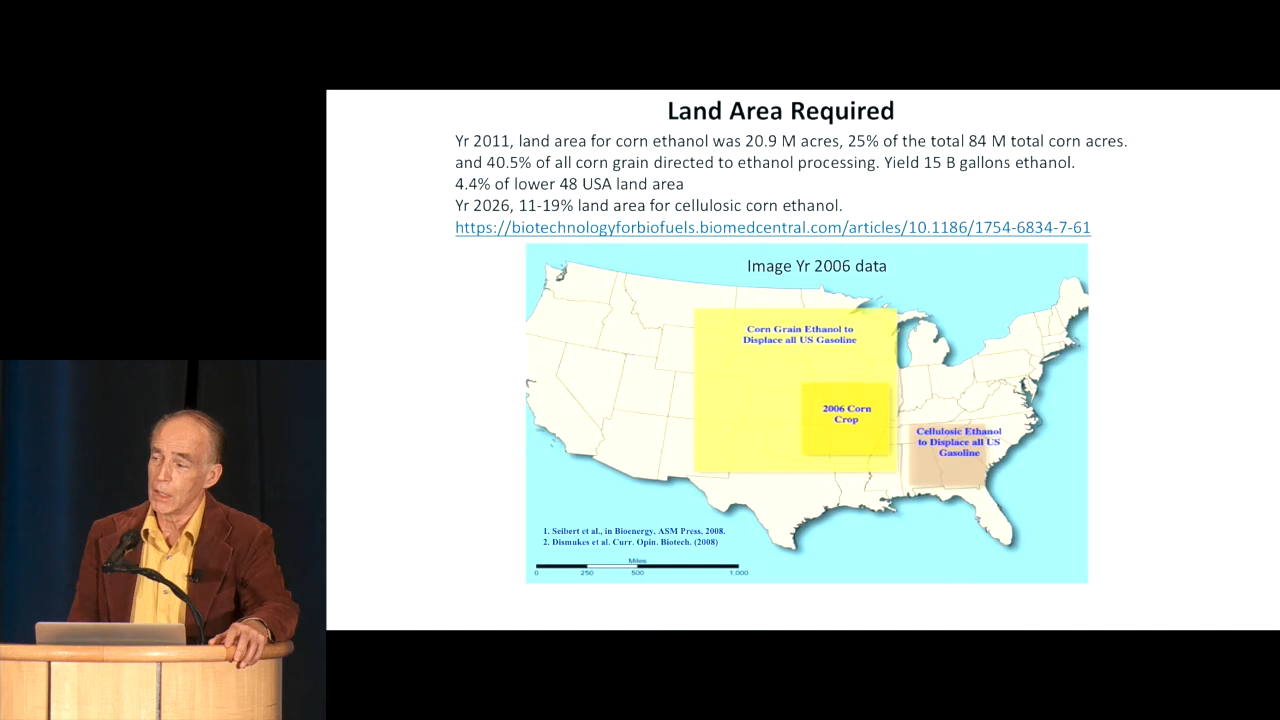 Land Area Required
Yr 2011, land area for corn ethanol was 20.9 M acres, 25% of the total 84 M total corn acres.
and 40.5% of all corn grain directed to ethanol processing. Yield 15 B gallons ethanol.
4.4% of lower 48 USA land area
Yr 2026, 11-19% land area for cellulosic corn ethanol.
https://biotechnologyforbiofuels.biomedcentral.com/articles/10.1186/1754-6834-7-61
Image Yr 2006 data
Corn Grain Ethanol to
Displace all US Gasoline
2006 Corn
Crop
Cellulosic Ethanol
to Displace all US
Gasoline
1. Seibert et al., in Bioenergy, ASM Press, 2008.
2. Dismukes et al. Curr. Opin. Biotech. (2008)
Miles
0 250 500 1.000